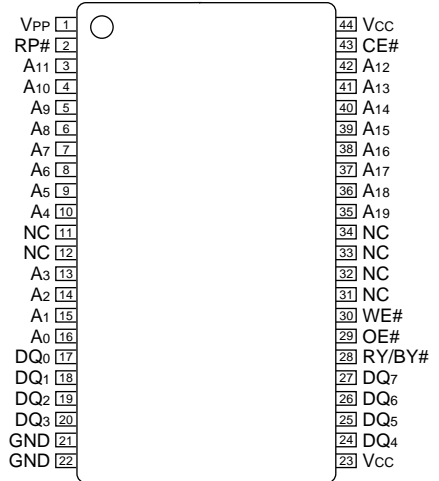 VPP 1 44 VCC
RP# 2 43 CE#
A11 3 42 A12
A10 4 41 A13
A9 5 40 A14
A8 6 39 A15
A7 7 38 A16
A6 8 37 A17
A5 9 36 A18
A4 10 35 A19
NC 11 34 NC
NC 12 33 NC
A3 13 32 NC
A2 14 31 NC
A1 15 30 WE#
A0 16 29 OE#
DQ0 17 28 RY/BY#
DQ1 18 27 DQ7
DQ2 19 26 DQ6
DQ3 20 25 DQ5
GND 21 24 DQ4
GND 22 23 VCC